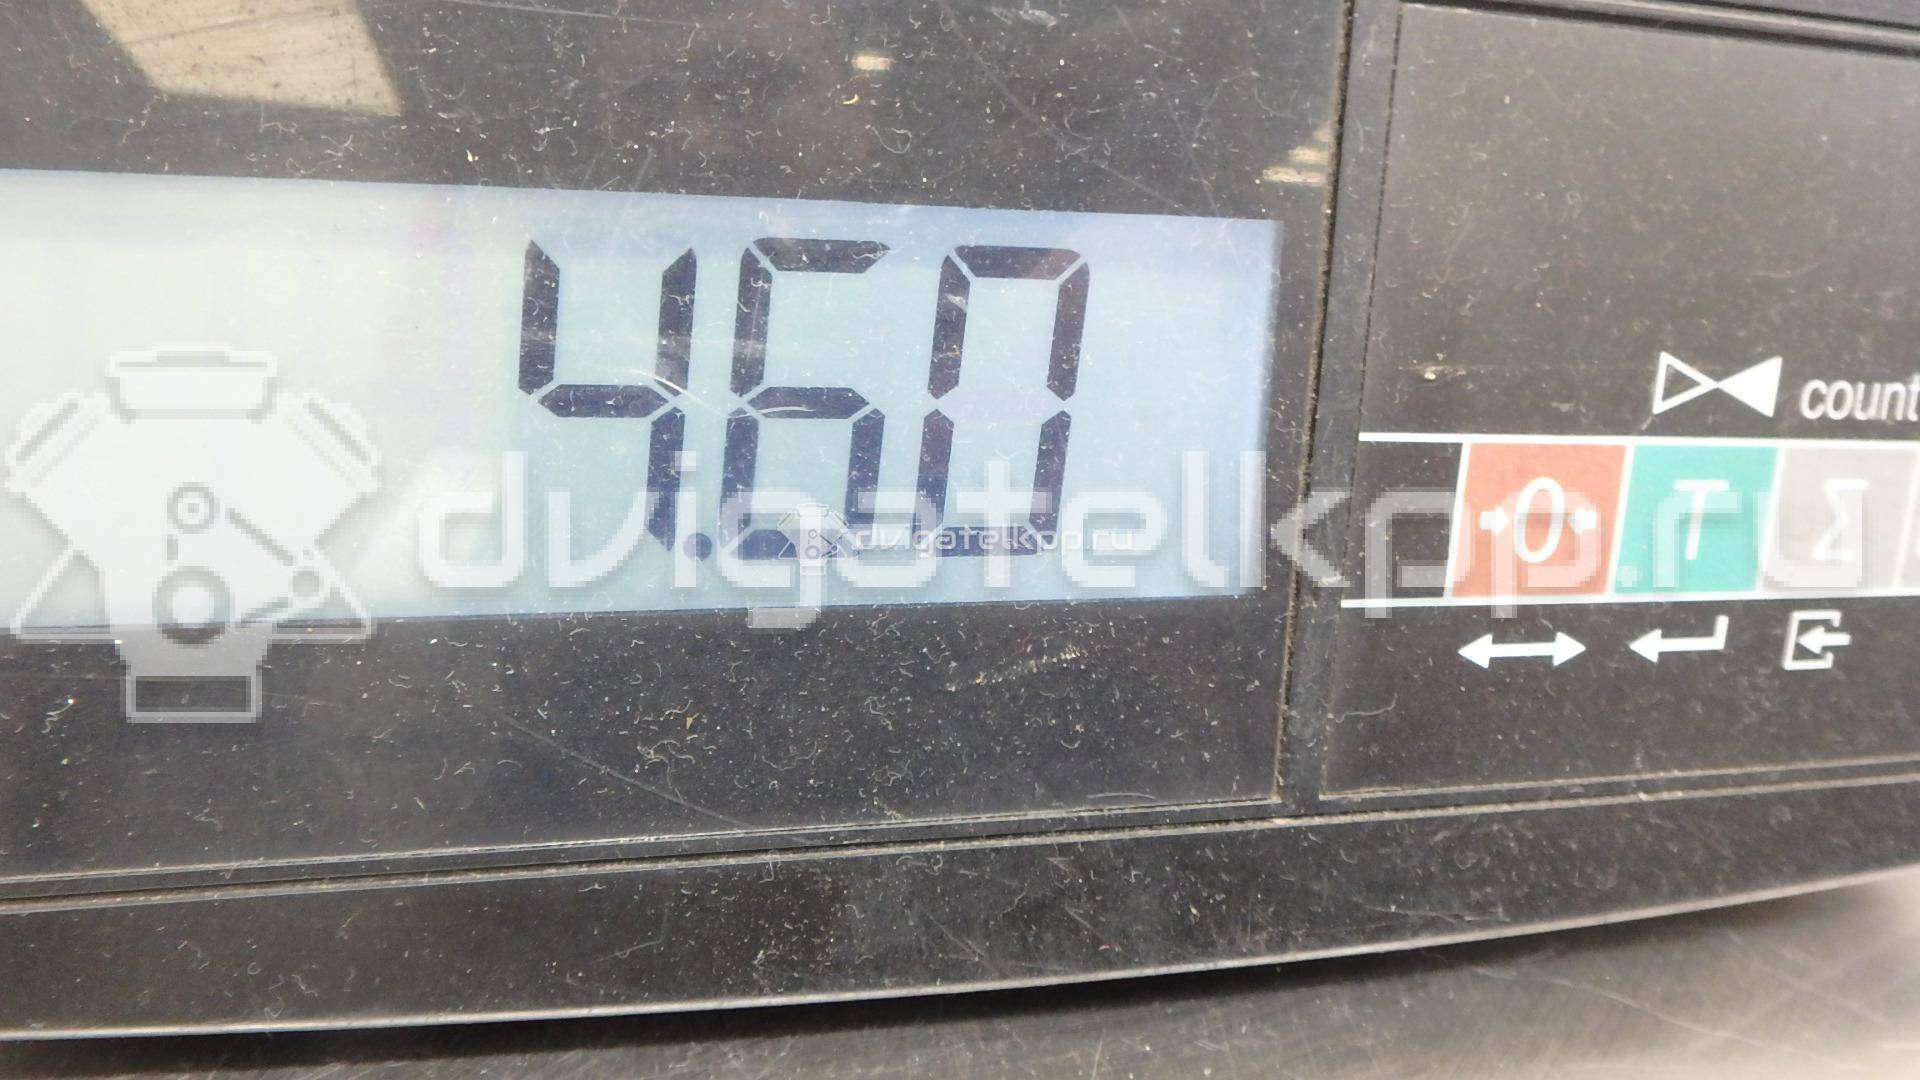 4.60
count
→0← T Σ
dvigatelkpp.ru
dvigatelkpp.ru